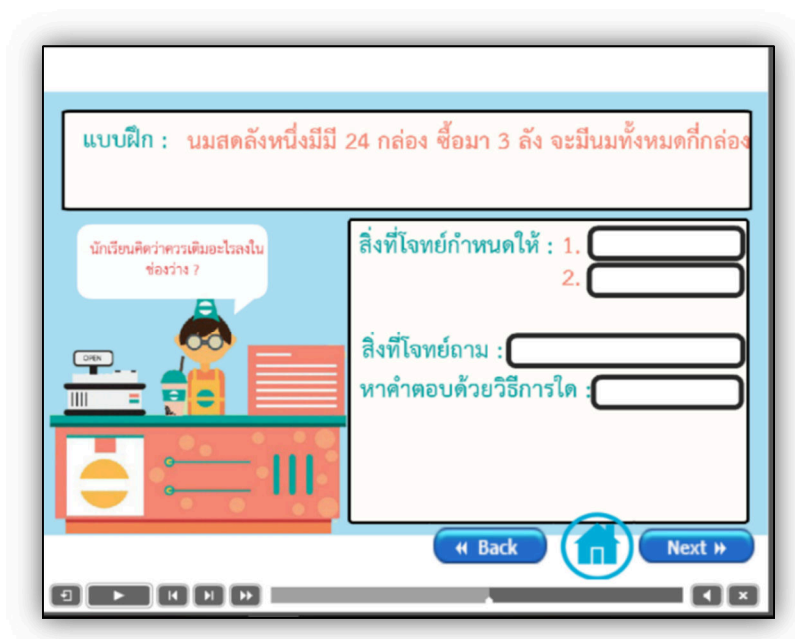 แบบฝึก : นมสดลังหนึ่งมีมี 24 กล่อง ซื้อมา 3 ลัง จะมีนมทั้งหมดกี่กล่อง
นักเรียนคิดว่าควรเติมอะไรลงใน
ช่องว่าง ?
OPEN
สิ่งที่โจทย์กำหนดให้ : 1.
2.
สิ่งที่โจทย์ถาม :
หาคำตอบด้วยวิธีการใด :
Back
Next